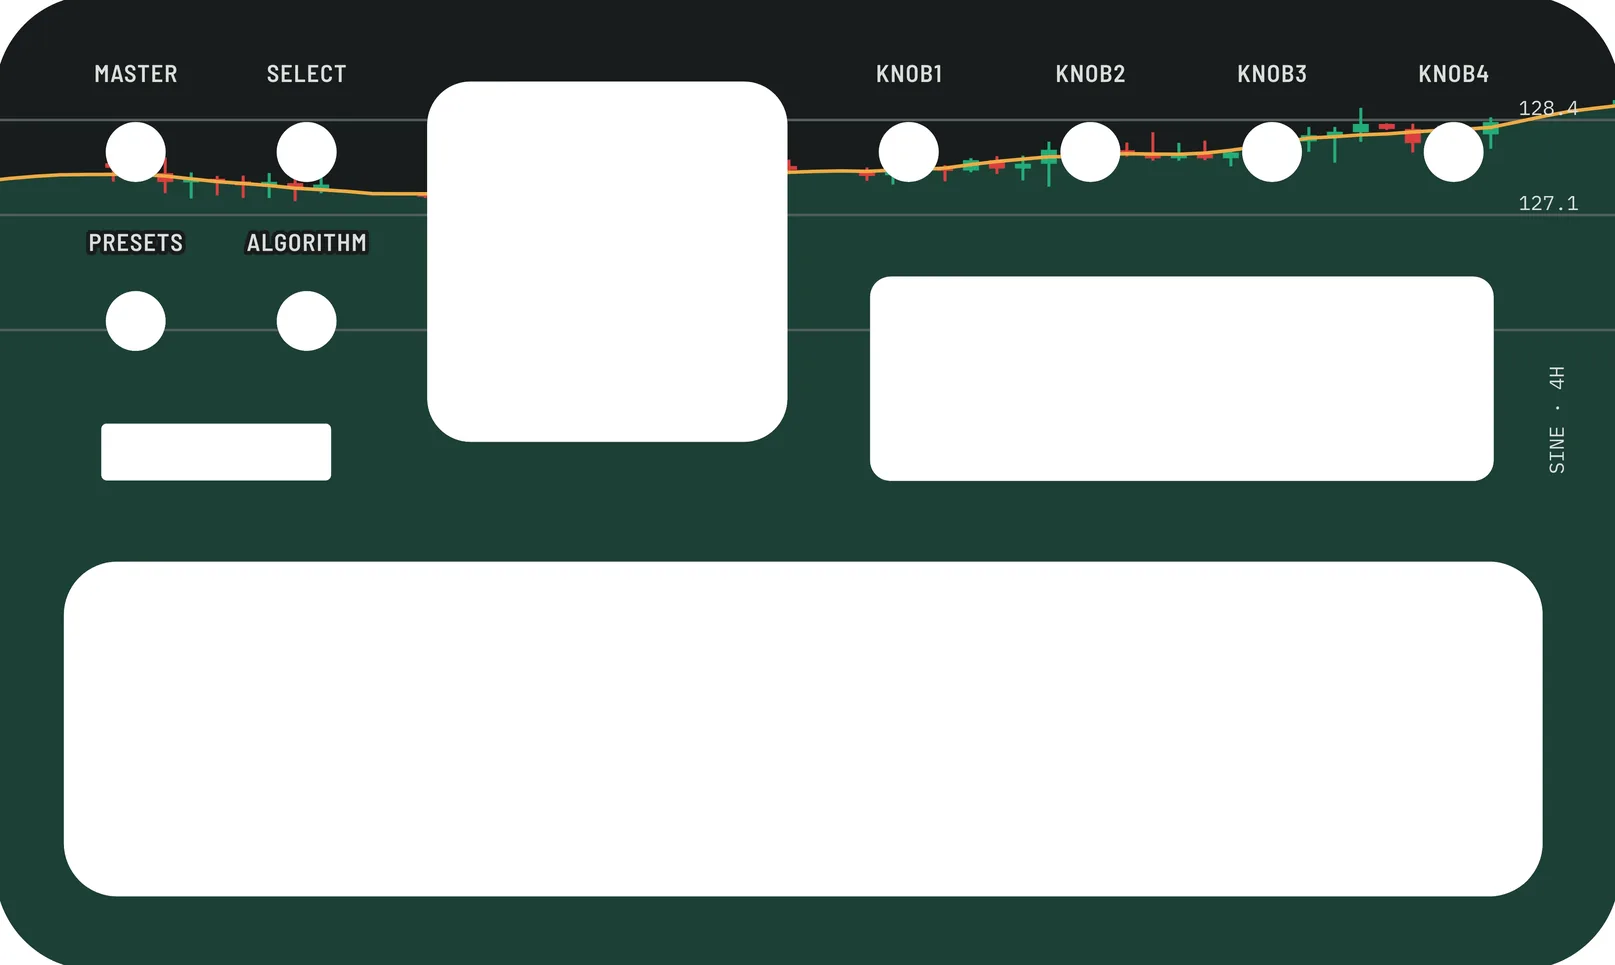 MASTER SELECT KNOB1 KNOB2 KNOB3 KNOB4
128.4
127.1
PRESETS ALGORITHM
SINE · 4H